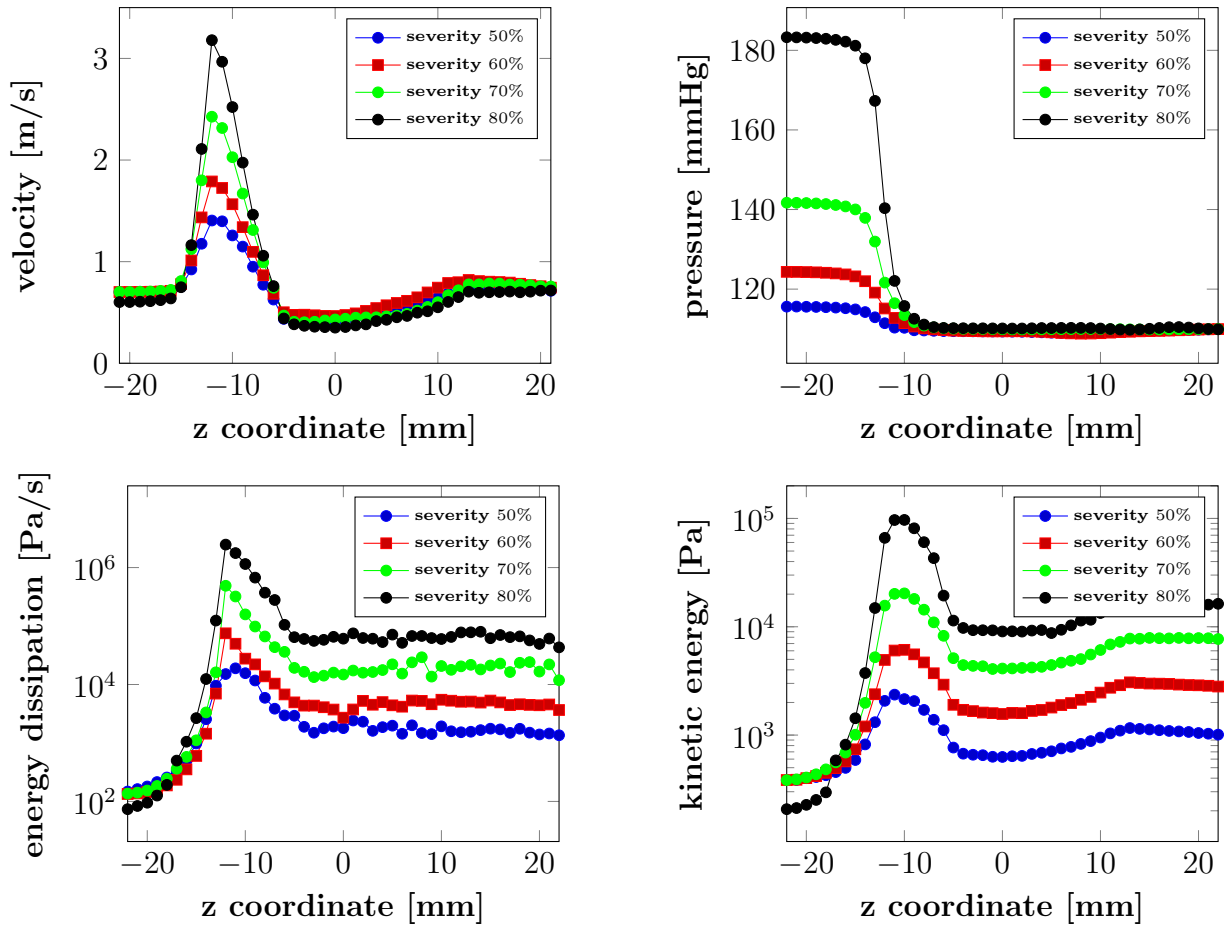 velocity [m/s]
3
2
1
0
severity 50%
severity 60%
severity 70%
severity 80%
−20 −10 0 10 20
z coordinate [mm]
pressure [mmHg]
180
160
140
120
severity 50%
severity 60%
severity 70%
severity 80%
−20 −10 0 10 20
z coordinate [mm]
energy dissipation [Pa/s]
10^6
10^4
10^2
severity 50%
severity 60%
severity 70%
severity 80%
−20 −10 0 10 20
z coordinate [mm]
kinetic energy [Pa]
10^5
10^4
10^3
severity 50%
severity 60%
severity 70%
severity 80%
−20 −10 0 10 20
z coordinate [mm]